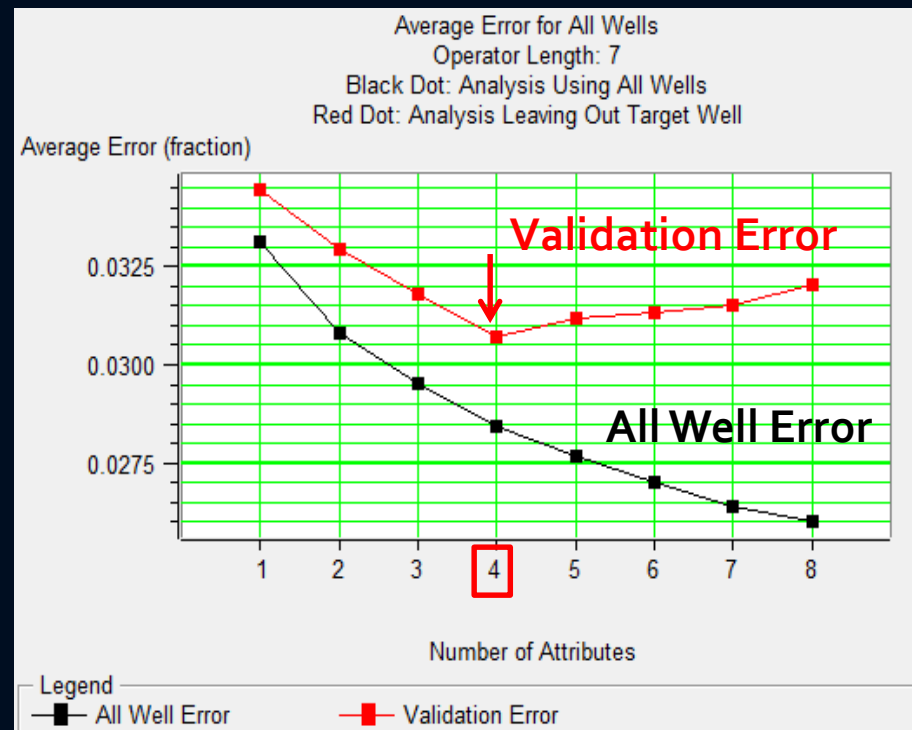 Average Error for All Wells
Operator Length: 7
Black Dot: Analysis Using All Wells
Red Dot: Analysis Leaving Out Target Well
Average Error (fraction)
Validation Error
0.0325
0.0300
All Well Error
0.0275
1 2 3 4 5 6 7 8
Number of Attributes
Legend
All Well Error Validation Error